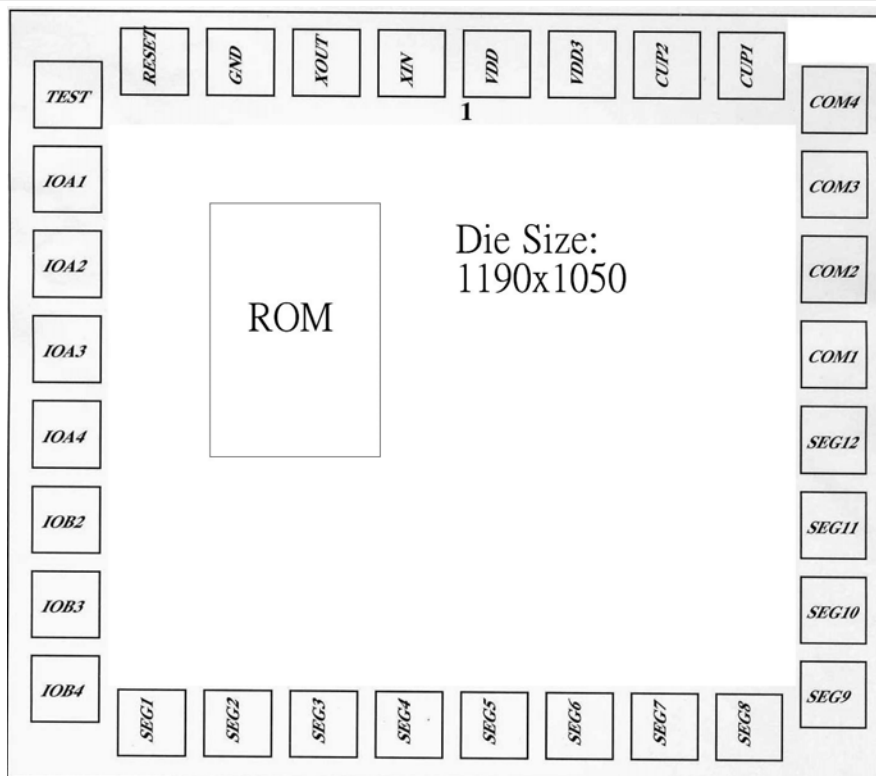 RESET
GND
XOUT
XIN
VDD
VDD3
CUP2
CUP1
1
TEST
IOA1
IOA2
IOA3
IOA4
IOB2
IOB3
IOB4
Die Size:
1190x1050
ROM
COM4
COM3
COM2
COM1
SEG12
SEG11
SEG10
SEG9
SEG1
SEG2
SEG3
SEG4
SEG5
SEG6
SEG7
SEG8